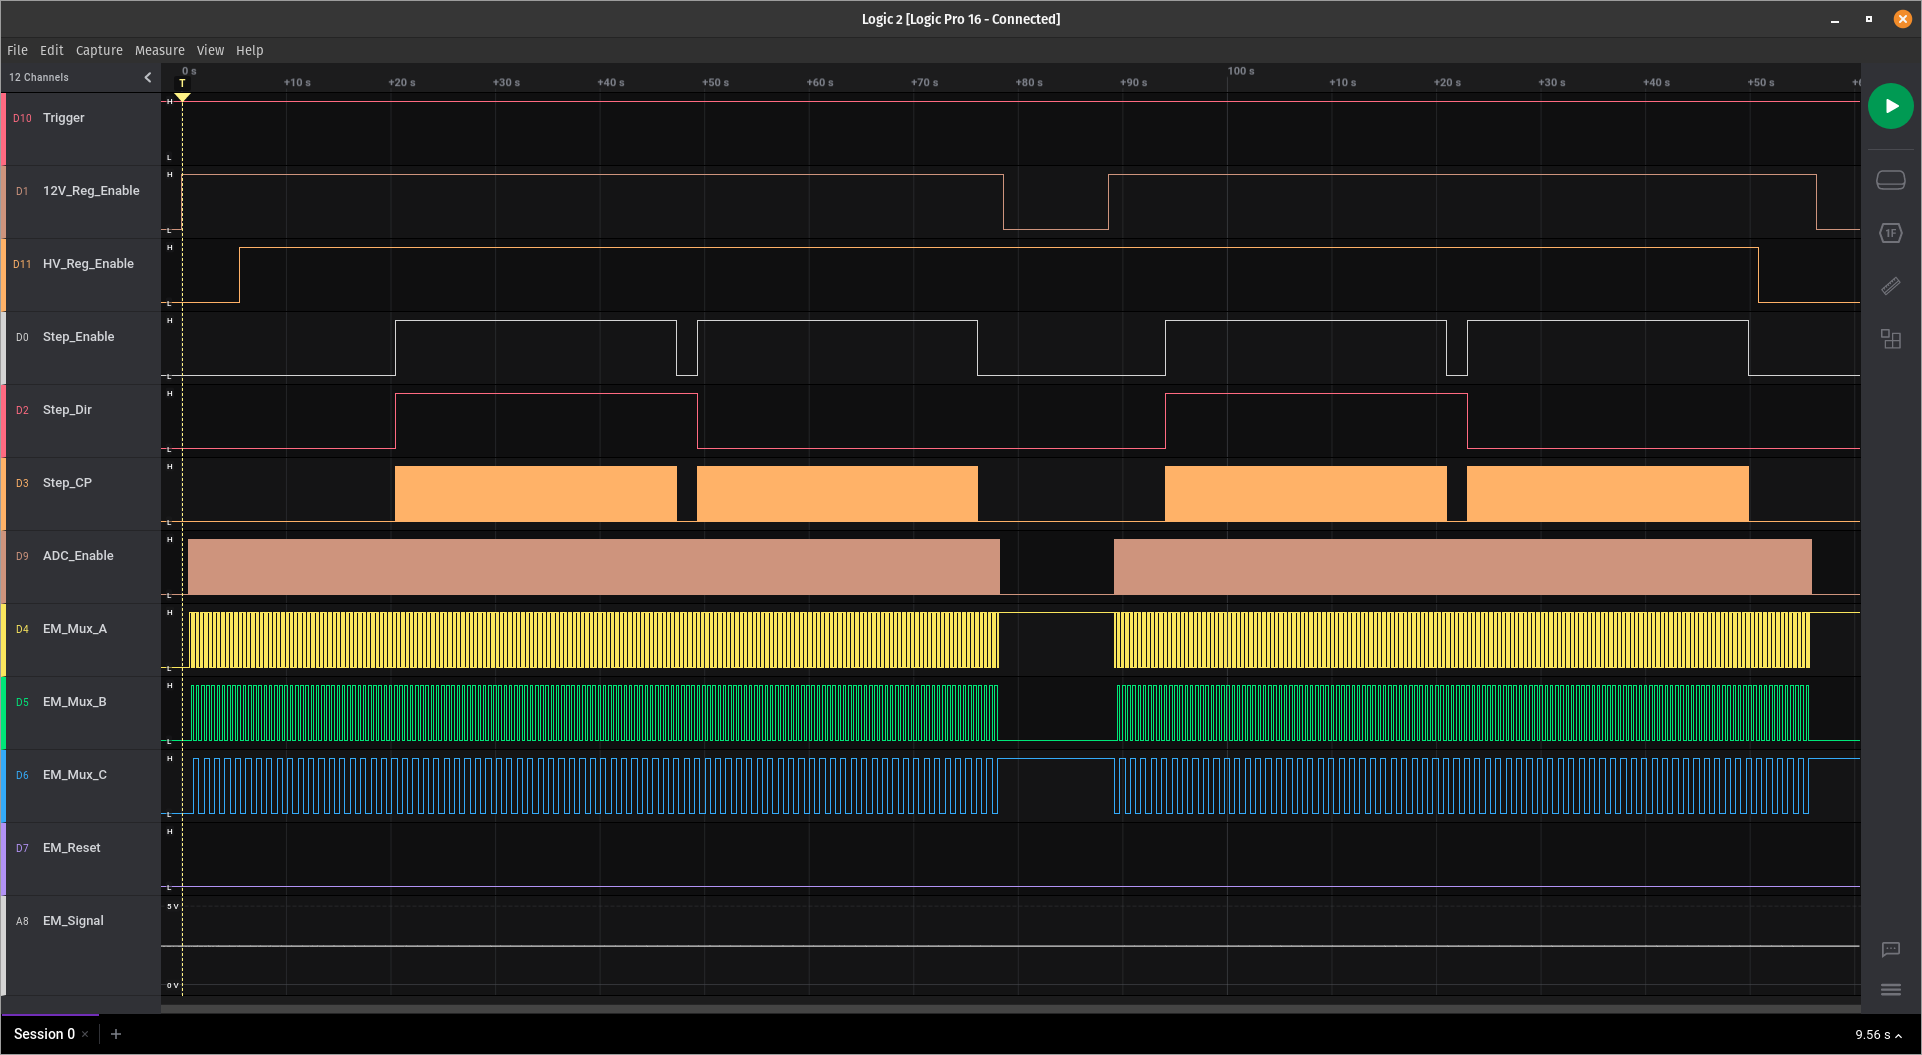 Logic 2 [Logic Pro 16 - Connected]
File Edit Capture Measure View Help
12 Channels
0 s 100 s
T +10 s +20 s +30 s +40 s +50 s +60 s +70 s +80 s +90 s +10 s +20 s +30 s +40 s +50 s
D10 Trigger H L
D1 12V_Reg_Enable H L
D11 HV_Reg_Enable H L
D0 Step_Enable H L
D2 Step_Dir H L
D3 Step_CP H L
D9 ADC_Enable H L
D4 EM_Mux_A H L
D5 EM_Mux_B H L
D6 EM_Mux_C H L
D7 EM_Reset H L
A8 EM_Signal 5 V 0 V
1F
Session 0
9.56 s